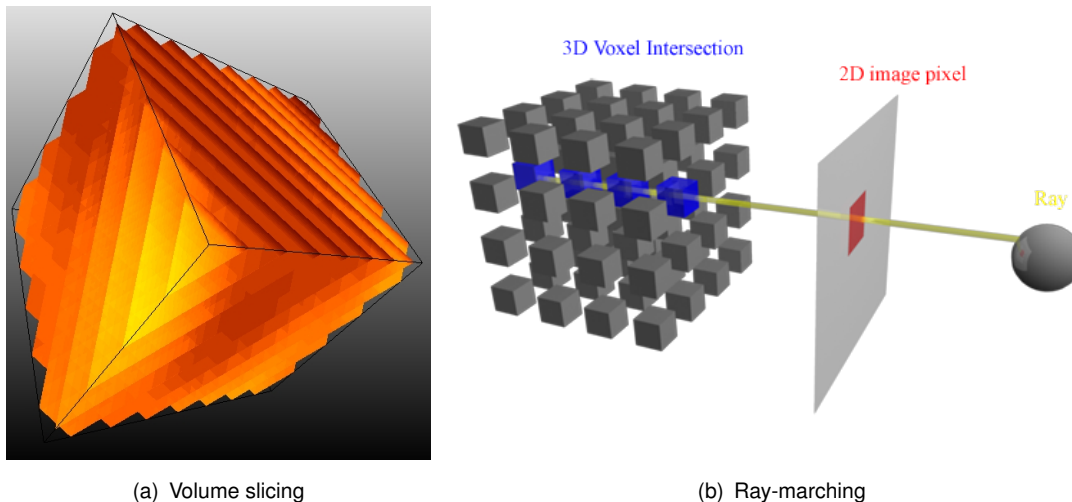 3D Voxel Intersection
2D image pixel
Ray
(a) Volume slicing
(b) Ray-marching